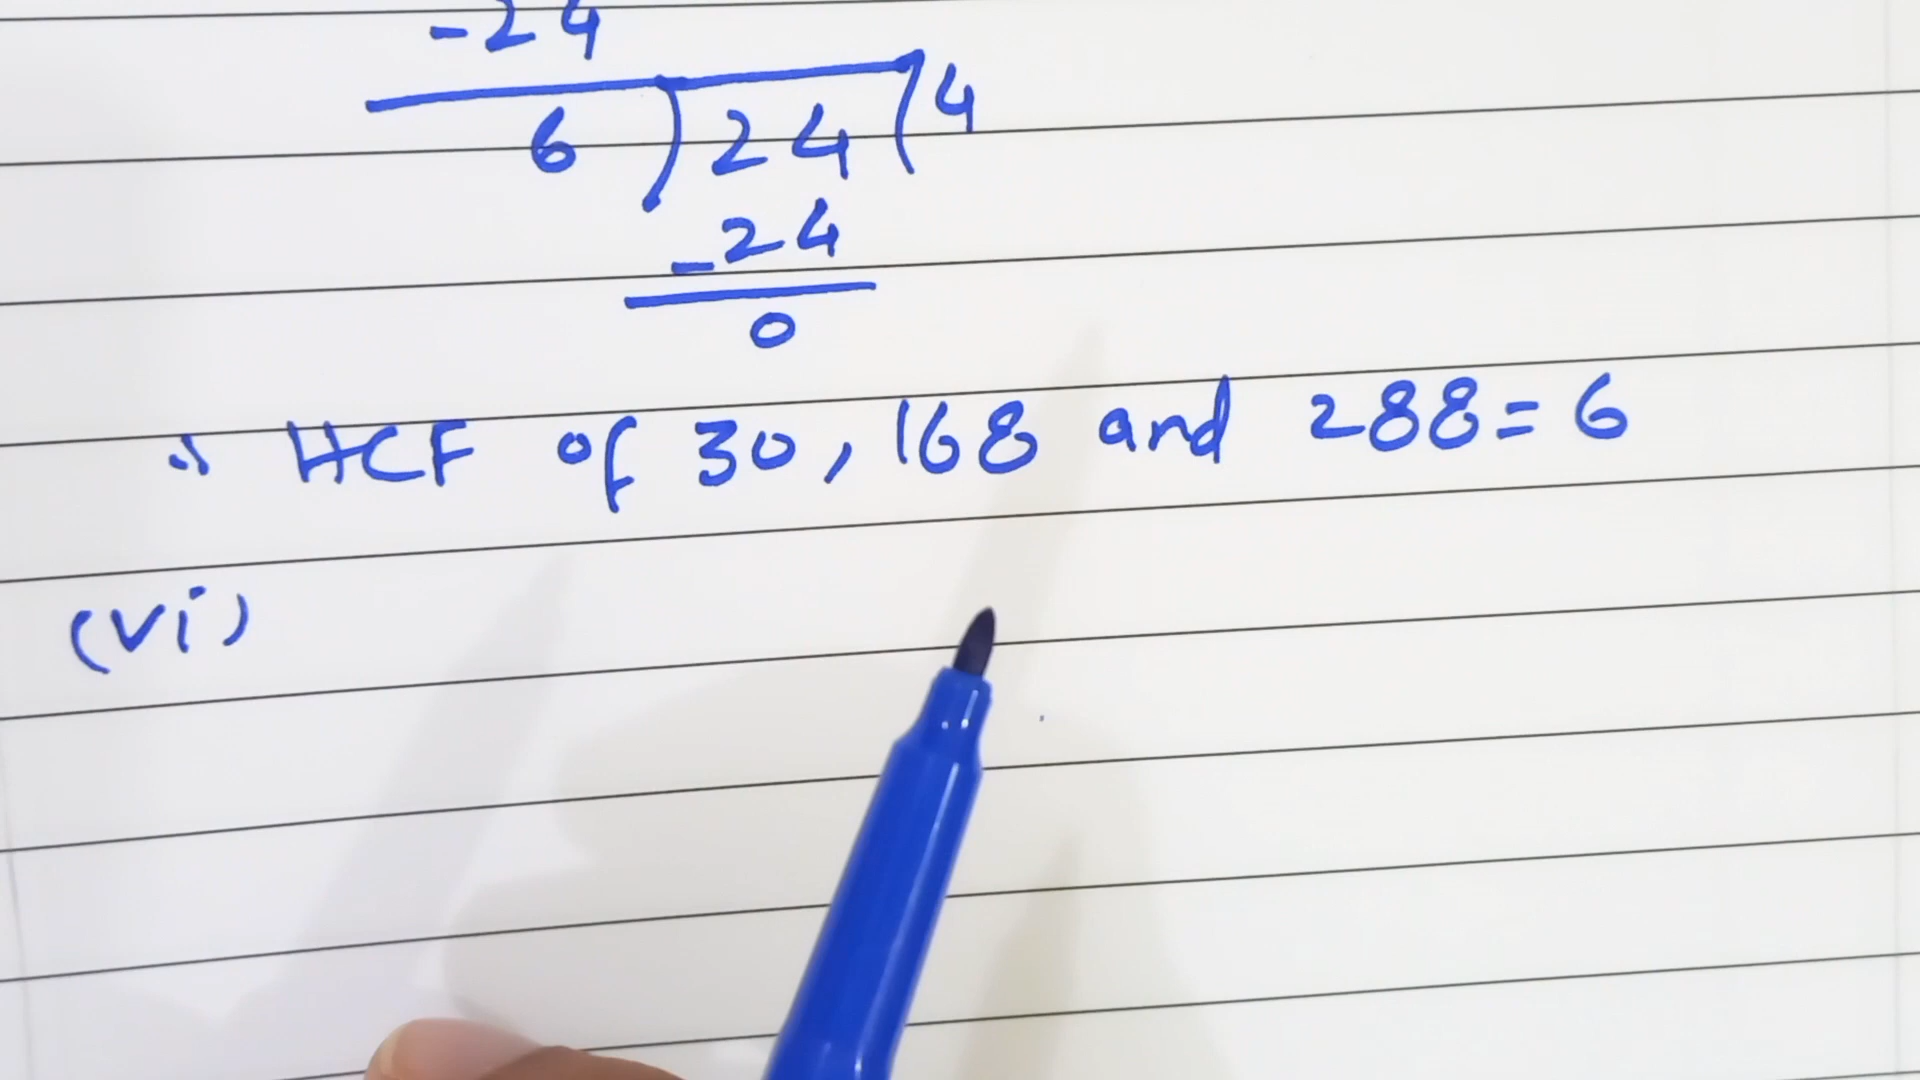 -24
6)24(4
-24
0
∴ HCF of 30, 168 and 288 = 6
(vi)